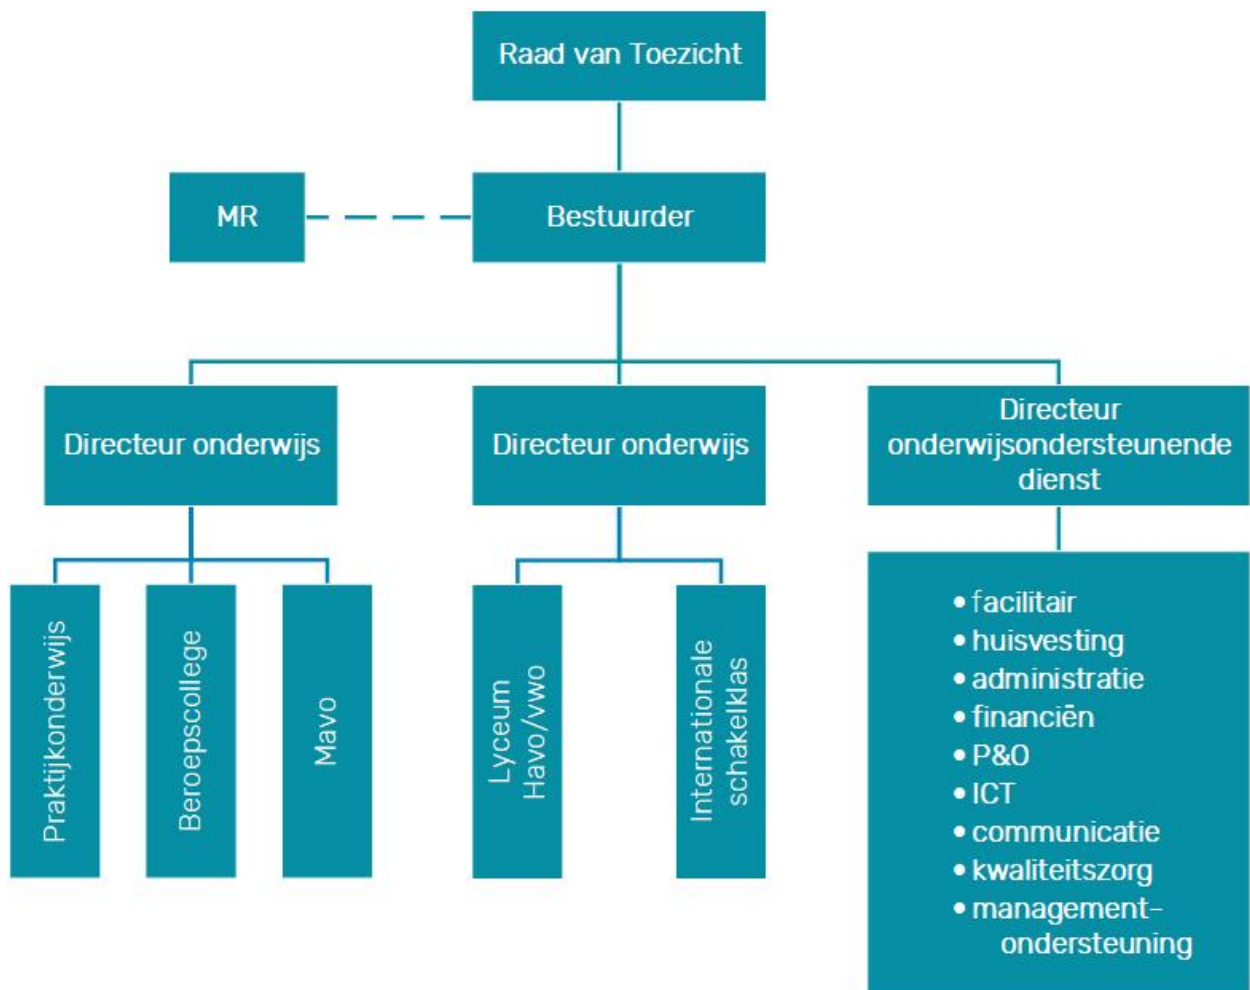 Raad van Toezicht
MR
Bestuurder
Directeur onderwijs
Directeur onderwijs
Directeur
onderwijsondersteunende
dienst
Praktijkonderwijs
Beroepscollege
Mavo
Lyceum
Havo/vwo
Internationale
schakelklas
• facilitair
• huisvesting
• administratie
• financiën
• P&O
• ICT
• communicatie
• kwaliteitszorg
• management-
ondersteuning